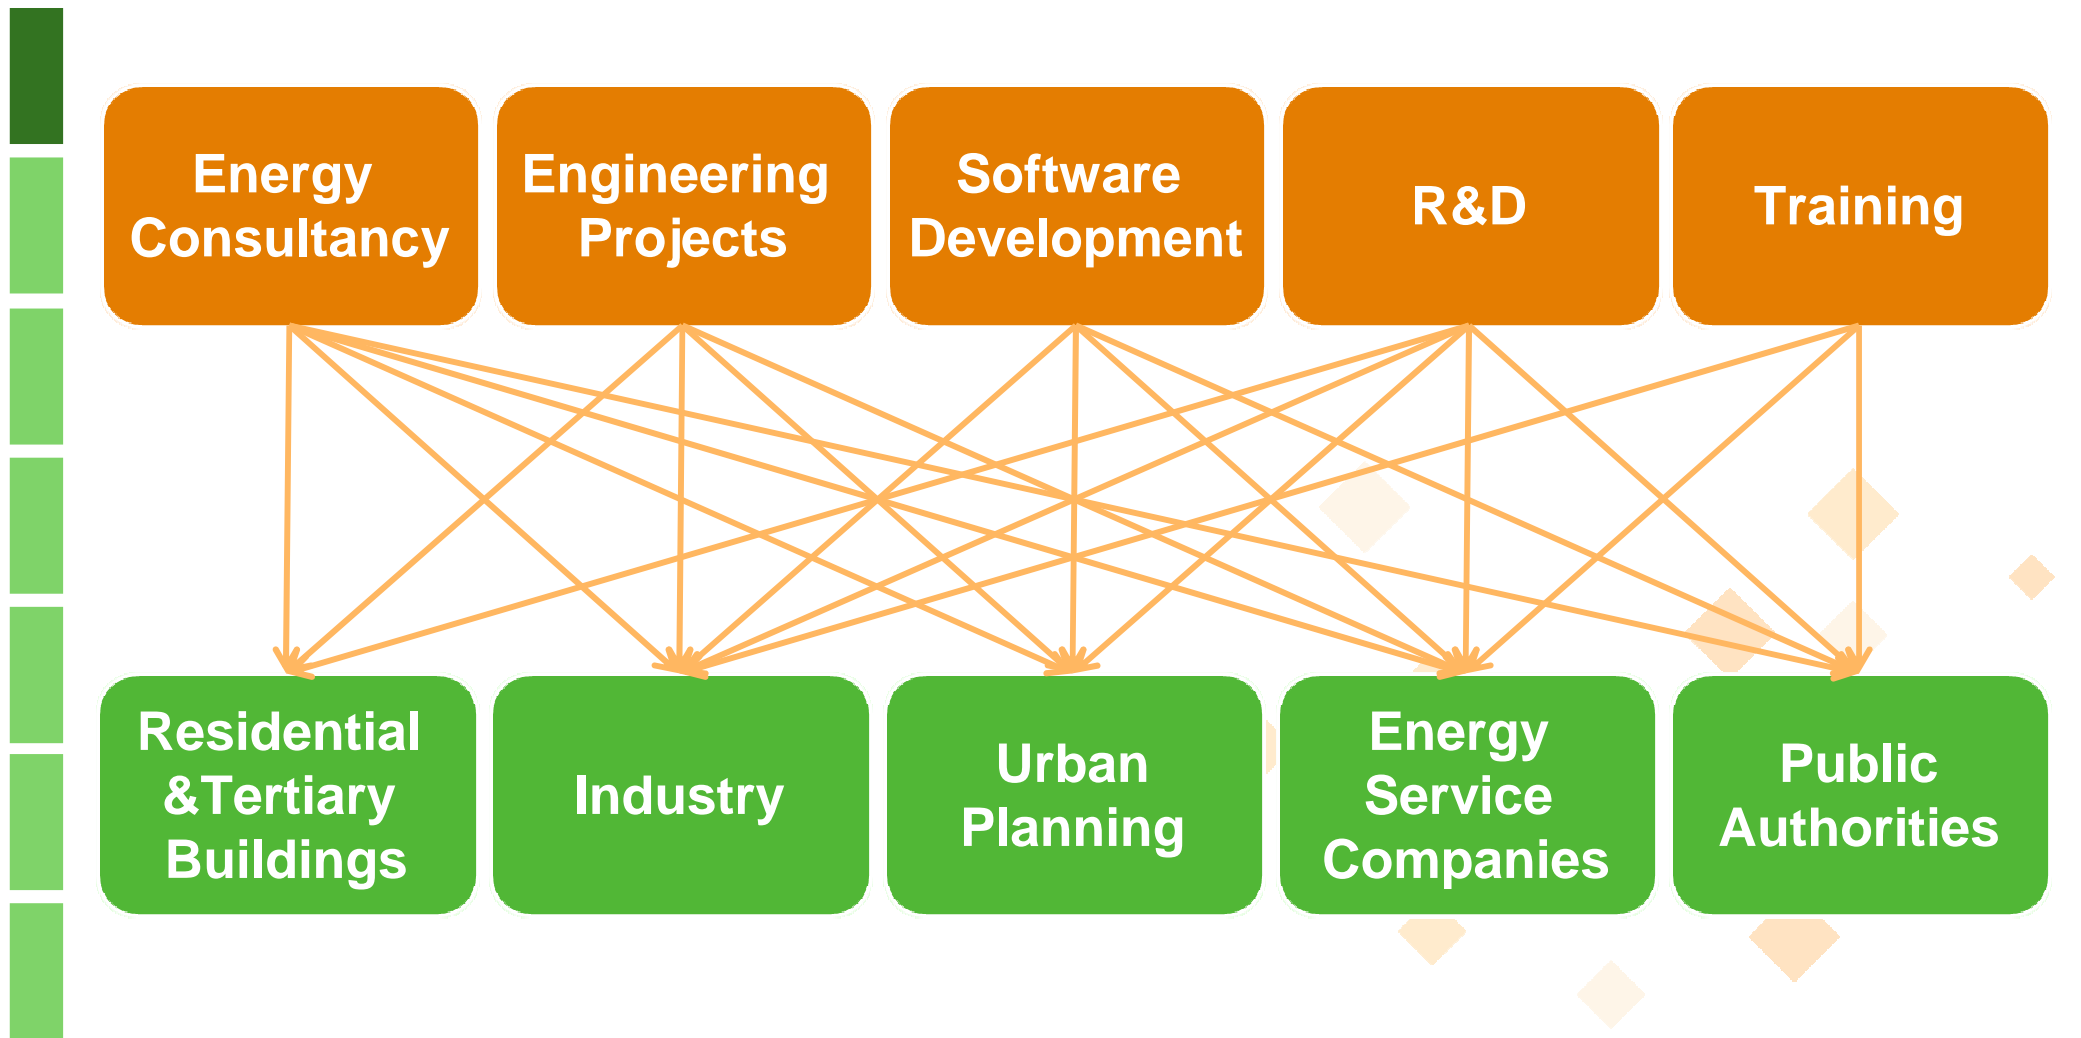 Energy
Consultancy
Engineering
Projects
Software
Development
R&D
Training
Residential
&Tertiary
Buildings
Industry
Urban
Planning
Energy
Service
Companies
Public
Authorities